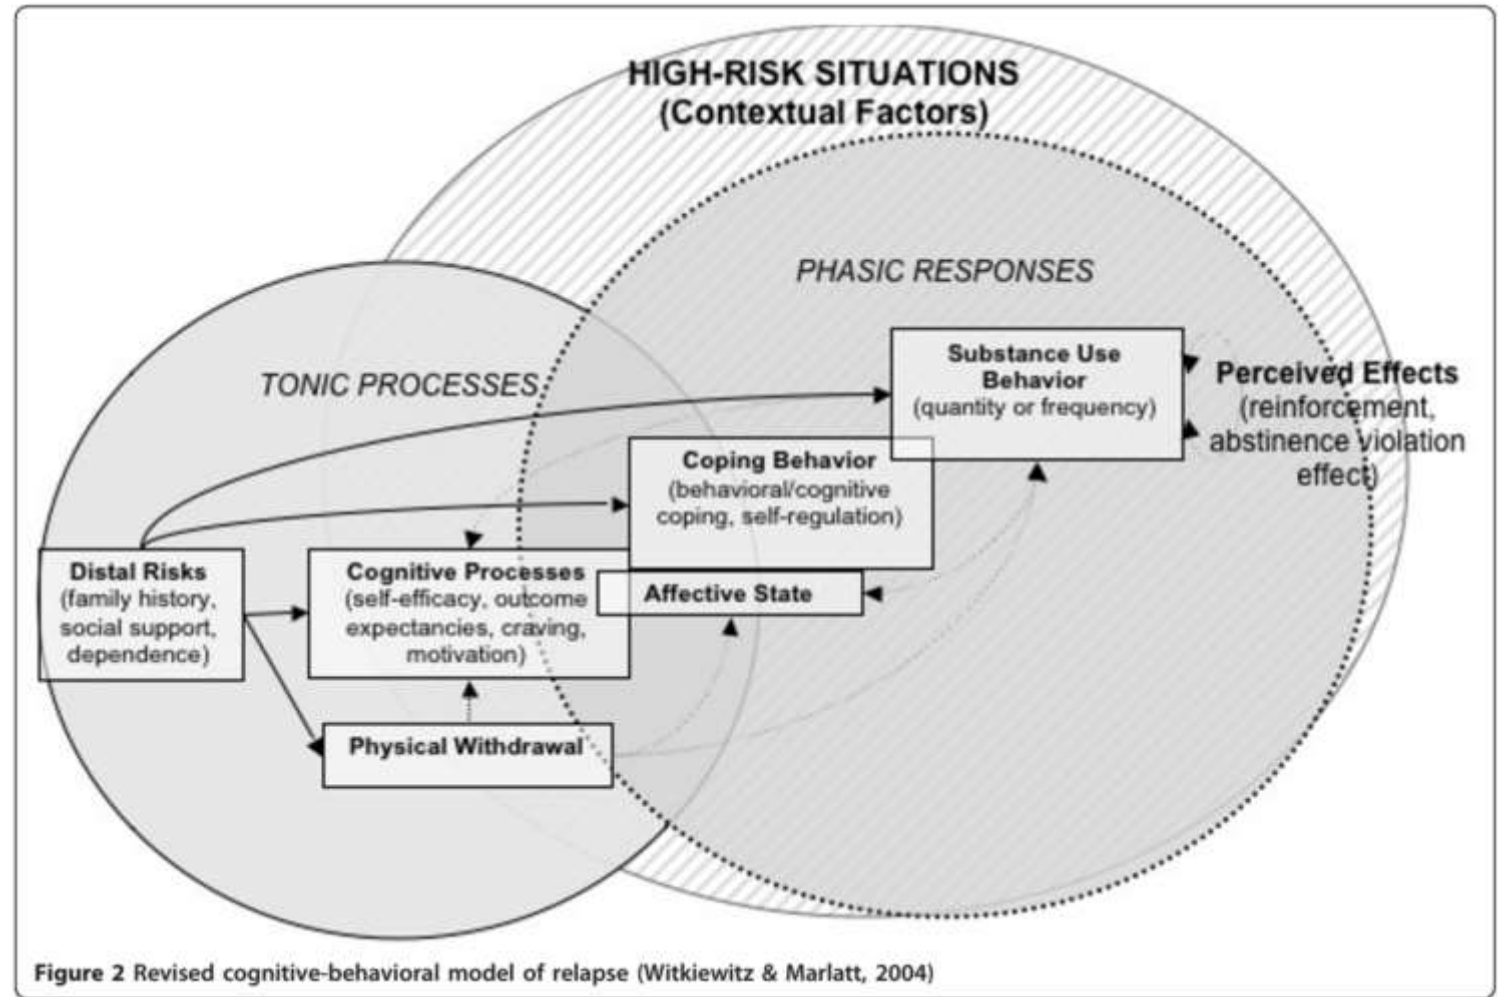 HIGH-RISK SITUATIONS
(Contextual Factors)
PHASIC RESPONSES
TONIC PROCESSES
Substance Use
Behavior
(quantity or frequency)
Perceived Effects
(reinforcement,
abstinence violation
effect)
Coping Behavior
(behavioral/cognitive
coping, self-regulation)
Distal Risks
(family history,
social support,
dependence)
Cognitive Processes
(self-efficacy, outcome
expectancies, craving,
motivation)
Affective State
Physical Withdrawal
Figure 2 Revised cognitive-behavioral model of relapse (Witkiewitz & Marlatt, 2004)